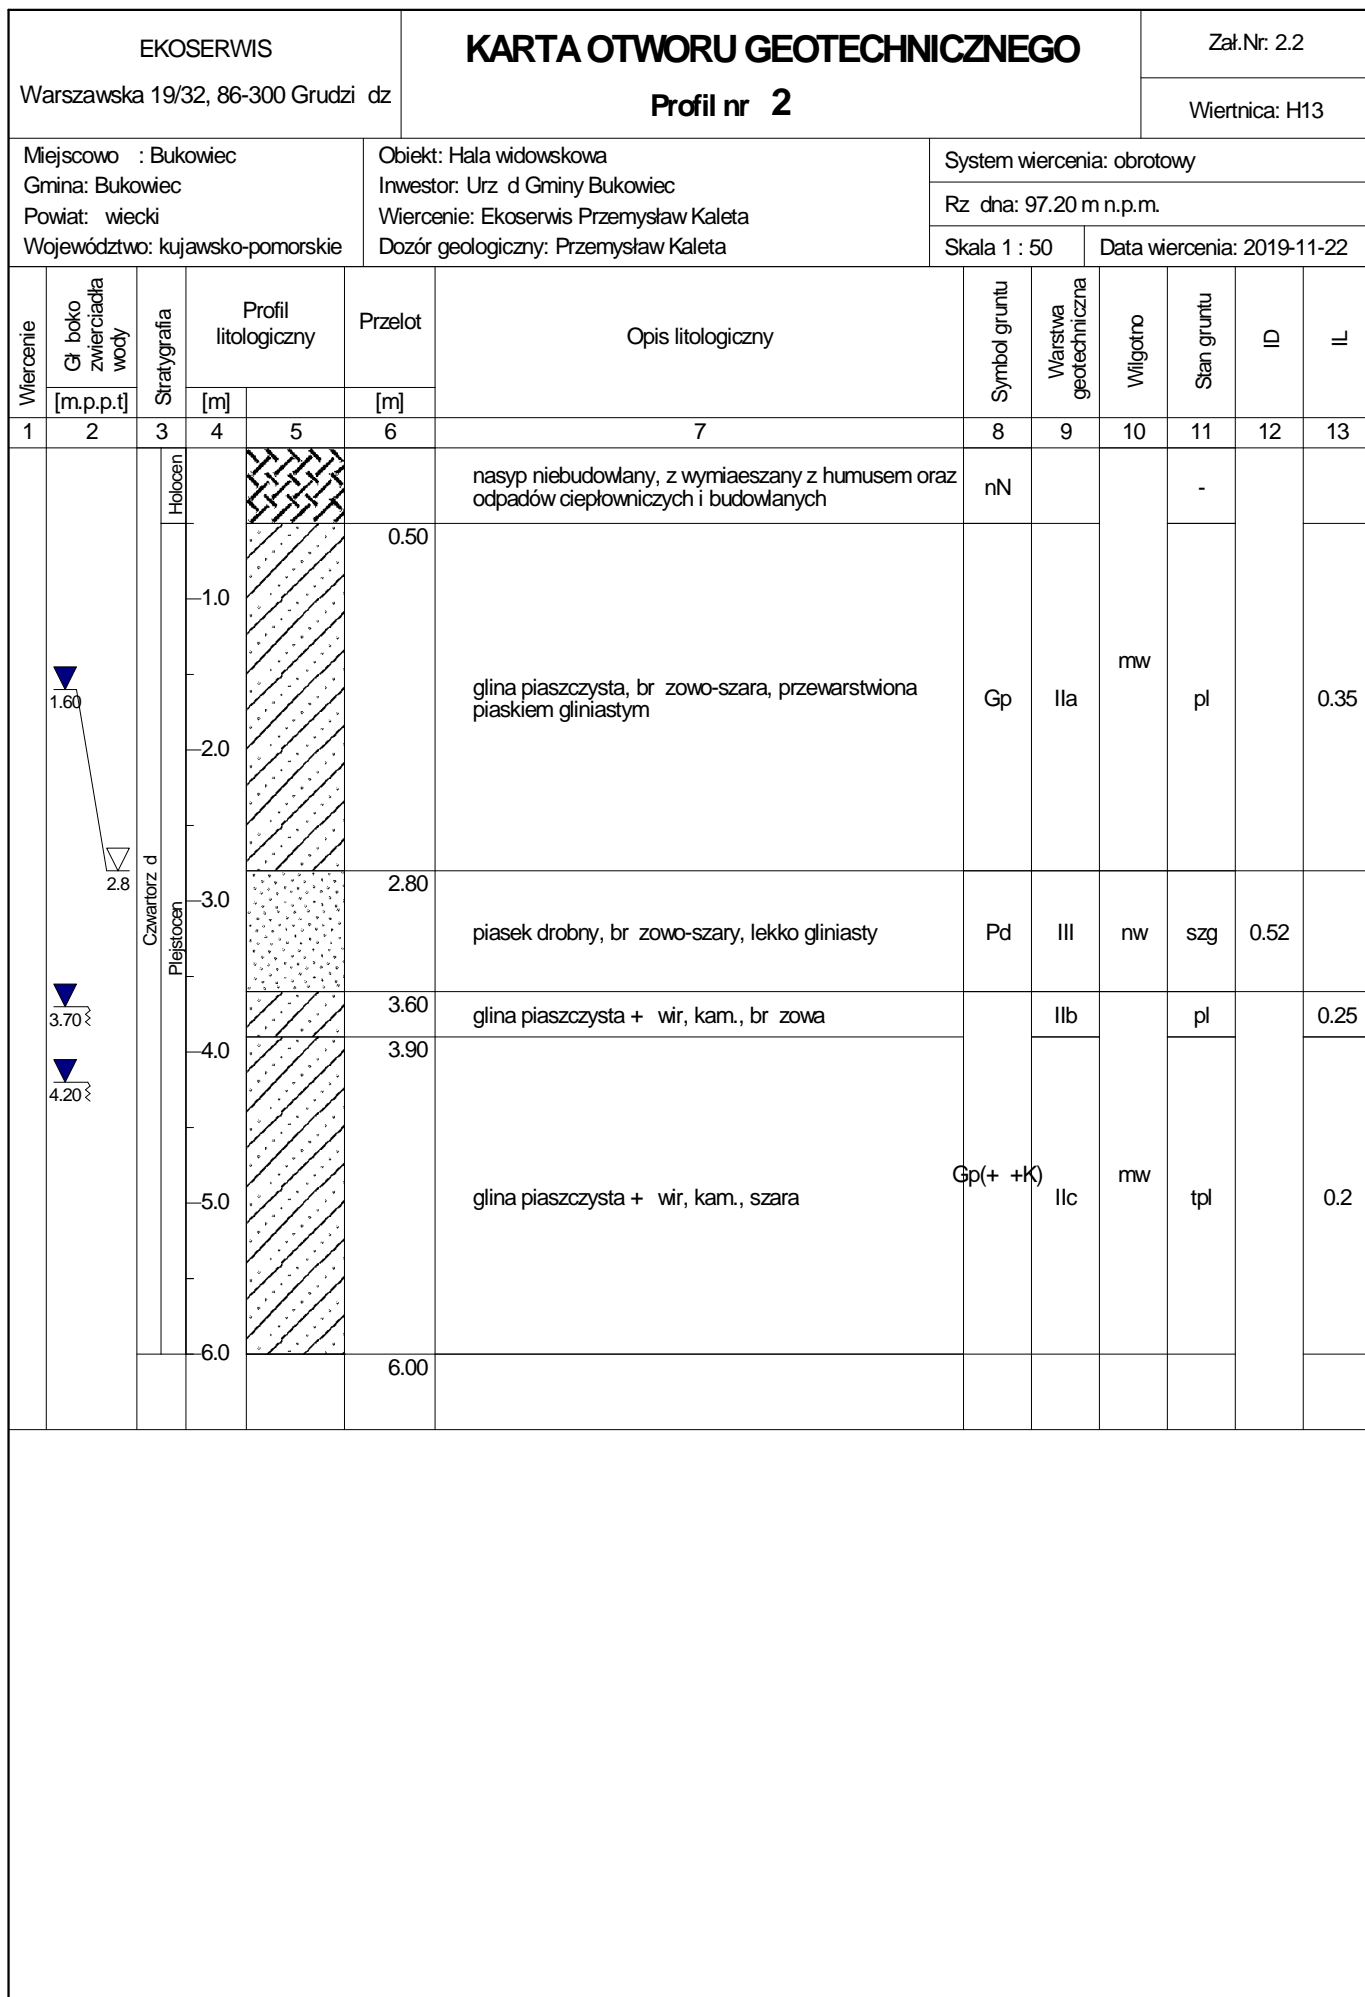 EKOSERWIS
Warszawska 19/32, 86-300 Grudzi dz
KARTA OTWORU GEOTECHNICZNEGO
Profil nr 2
Zał.Nr: 2.2
Wiertnica: H13
Miejscowo : Bukowiec
Gmina: Bukowiec
Powiat: wiecki
Województwo: kujawsko-pomorskie
Obiekt: Hala widowskowa
Inwestor: Urz d Gminy Bukowiec
Wiercenie: Ekoserwis Przemysław Kaleta
Dozór geologiczny: Przemysław Kaleta
System wiercenia: obrotowy
Rz dna: 97.20 m n.p.m.
Skala 1 : 50
Data wiercenia: 2019-11-22
Wiercenie
Gł boko
zwierciadła
wody
[m.p.p.t]
Stratygrafia
Profil
litologiczny
[m]
Przelot
[m]
Opis litologiczny
Symbol gruntu
Warstwa
geotechniczna
Wilgotno
Stan gruntu
ID
IL
1 2 3 4 5 6 7 8 9 10 11 12 13
Holocen
nasyp niebudowlany, z wymiaeszany z humusem oraz
odpadów ciepłowniczych i budowlanych
nN
-
0.50
1.0
1.60
glina piaszczysta, br zowo-szara, przewarstwiona
piaskiem gliniastym
Gp
IIa
mw
pl
0.35
2.0
2.8
Czwartorz d
Plejstocen
2.80
3.0
piasek drobny, br zowo-szary, lekko gliniasty
Pd
III
nw
szg
0.52
3.60
3.70
glina piaszczysta + wir, kam., br zowa
IIb
pl
0.25
3.90
4.0
4.20
Gp(+ +K)
glina piaszczysta + wir, kam., szara
IIc
mw
tpl
0.2
5.0
6.0
6.00